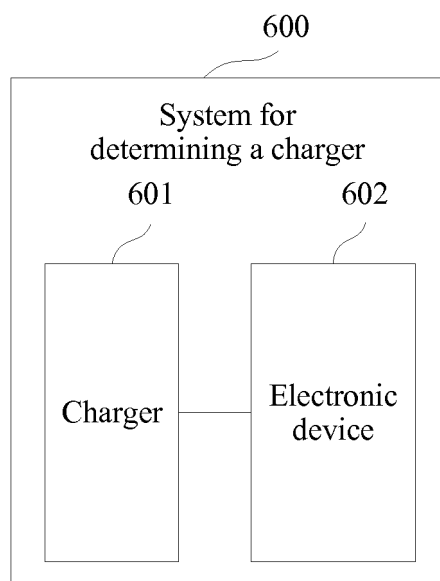 600
System for
determining a charger
601
602
Charger
Electronic
device